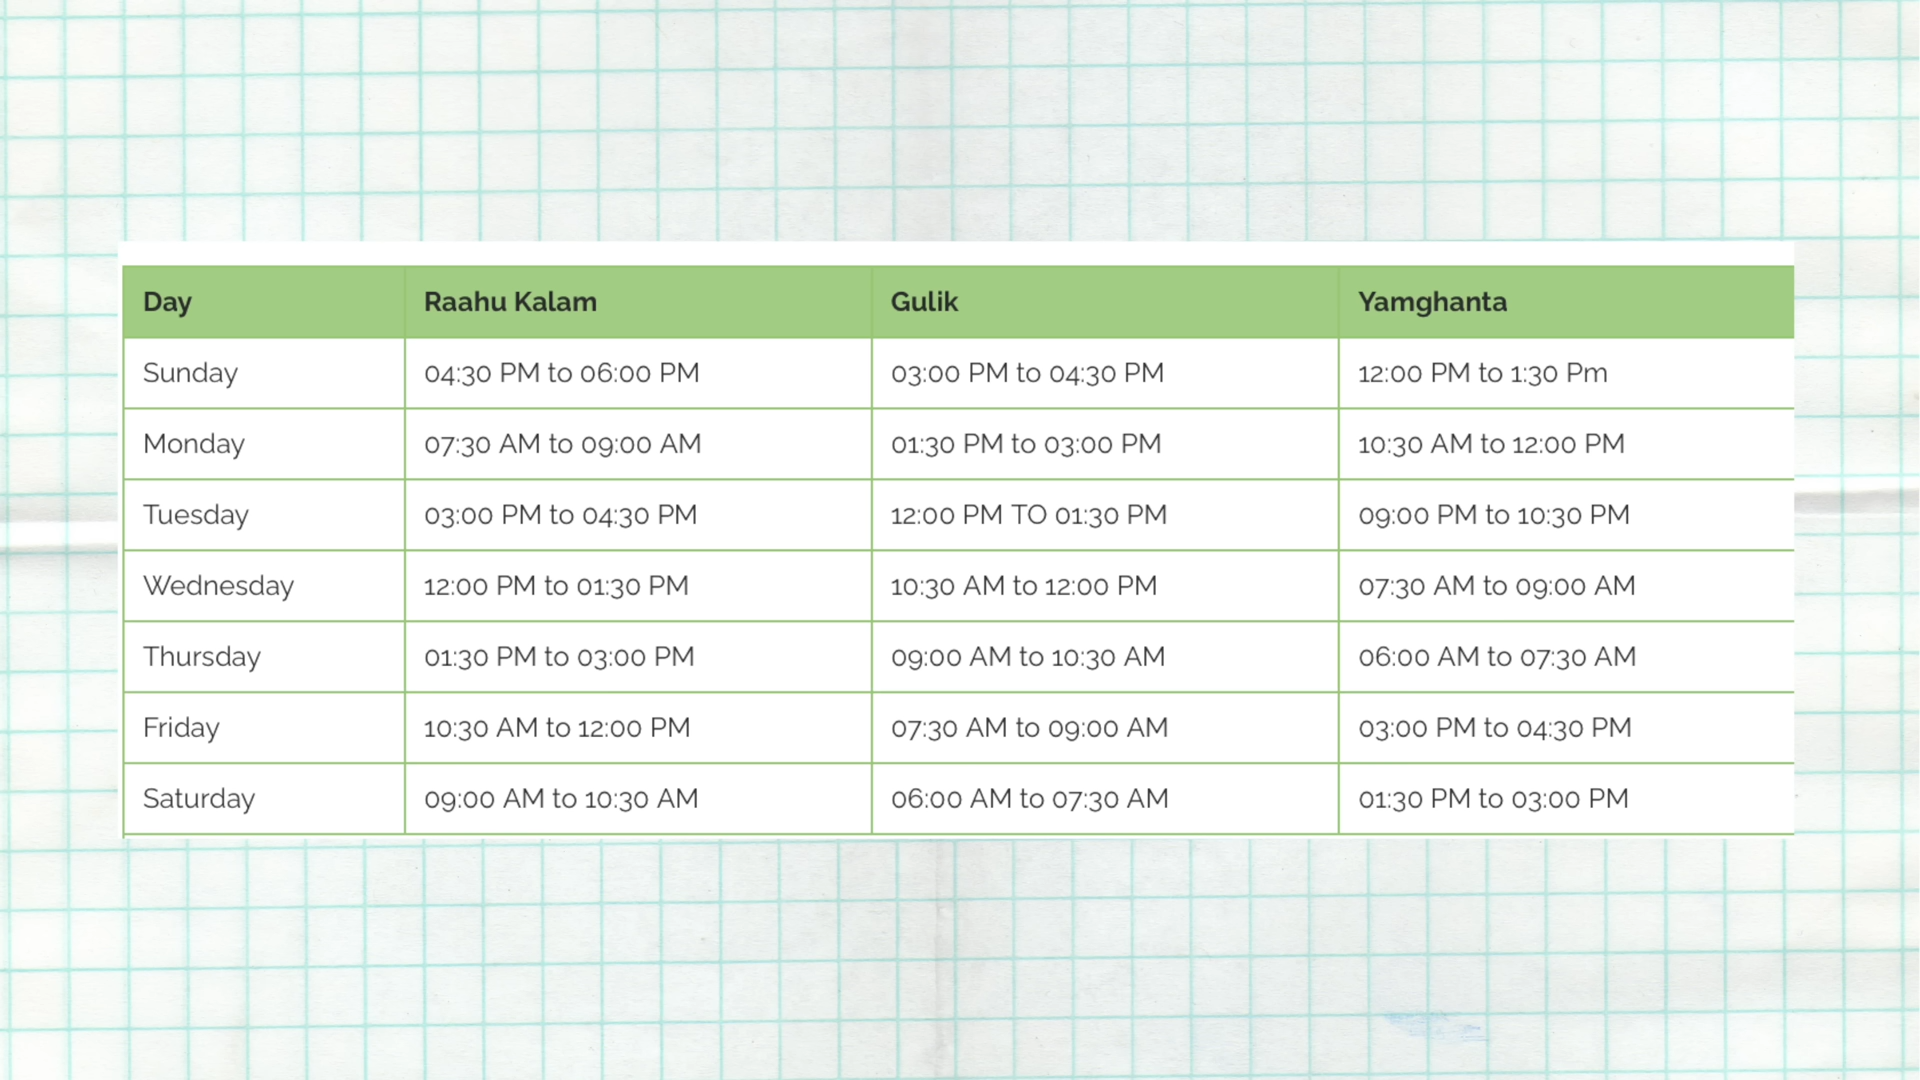 Day Raahu Kalam Gulik Yamghanta
Sunday 04:30 PM to 06:00 PM 03:00 PM to 04:30 PM 12:00 PM to 1:30 Pm
Monday 07:30 AM to 09:00 AM 01:30 PM to 03:00 PM 10:30 AM to 12:00 PM
Tuesday 03:00 PM to 04:30 PM 12:00 PM TO 01:30 PM 09:00 PM to 10:30 PM
Wednesday 12:00 PM to 01:30 PM 10:30 AM to 12:00 PM 07:30 AM to 09:00 AM
Thursday 01:30 PM to 03:00 PM 09:00 AM to 10:30 AM 06:00 AM to 07:30 AM
Friday 10:30 AM to 12:00 PM 07:30 AM to 09:00 AM 03:00 PM to 04:30 PM
Saturday 09:00 AM to 10:30 AM 06:00 AM to 07:30 AM 01:30 PM to 03:00 PM